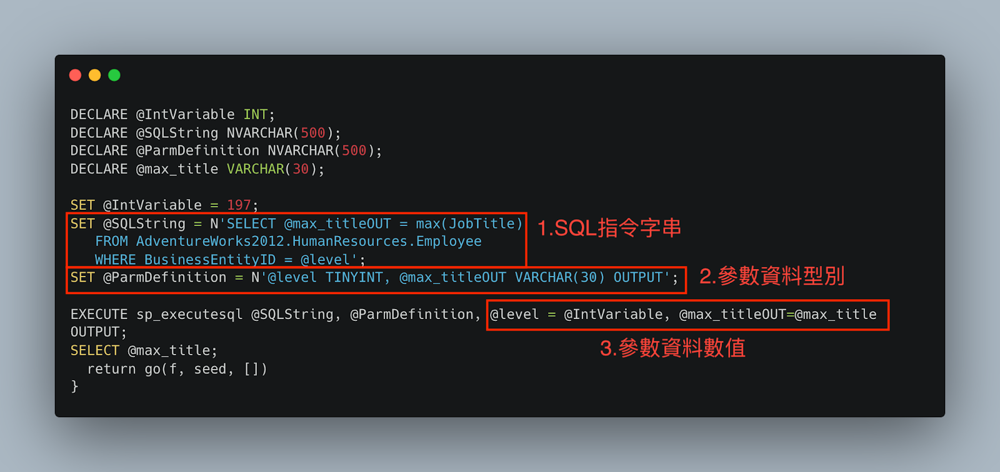 DECLARE @IntVariable INT;
DECLARE @SQLString NVARCHAR(500);
DECLARE @ParmDefinition NVARCHAR(500);
DECLARE @max_title VARCHAR(30);
SET @IntVariable = 197;
SET @SQLString = N'SELECT @max_titleOUT = max(JobTitle)
1.SQL指令字串
FROM AdventureWorks2012.HumanResources.Employee
WHERE BusinessEntityID = @level';
SET @ParmDefinition = N'@level TINYINT, @max_titleOUT VARCHAR(30) OUTPUT';
2.參數資料型別
EXECUTE sp_executesql @SQLString, @ParmDefinition, @level = @IntVariable, @max_titleOUT=@max_title
OUTPUT;
3.參數資料數值
SELECT @max_title;
return go(f, seed, [])
}